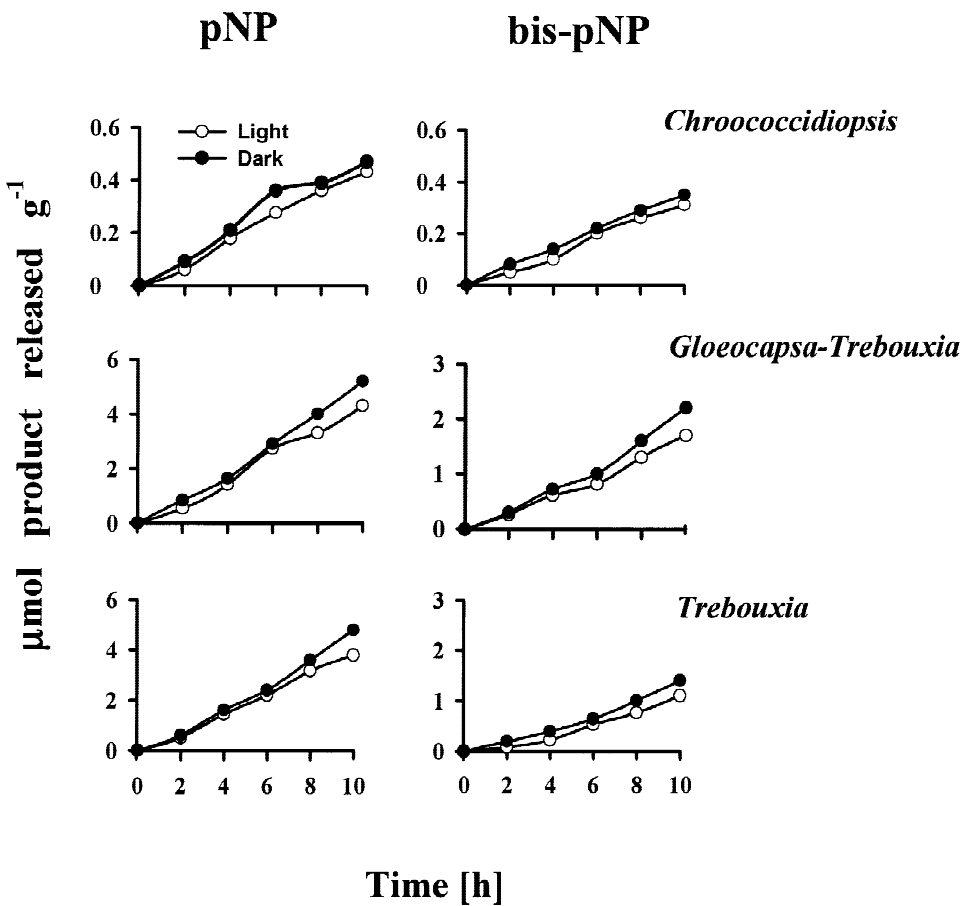 pNP
bis-pNP
µmol product released g-1
Chroococcidiopsis
0.6
0.4
0.2
0
Light
Dark
0.6
0.4
0.2
0
Gloeocapsa-Trebouxia
6
4
2
0
3
2
1
0
Trebouxia
6
4
2
0
0 2 4 6 8 10
3
2
1
0
0 2 4 6 8 10
Time [h]